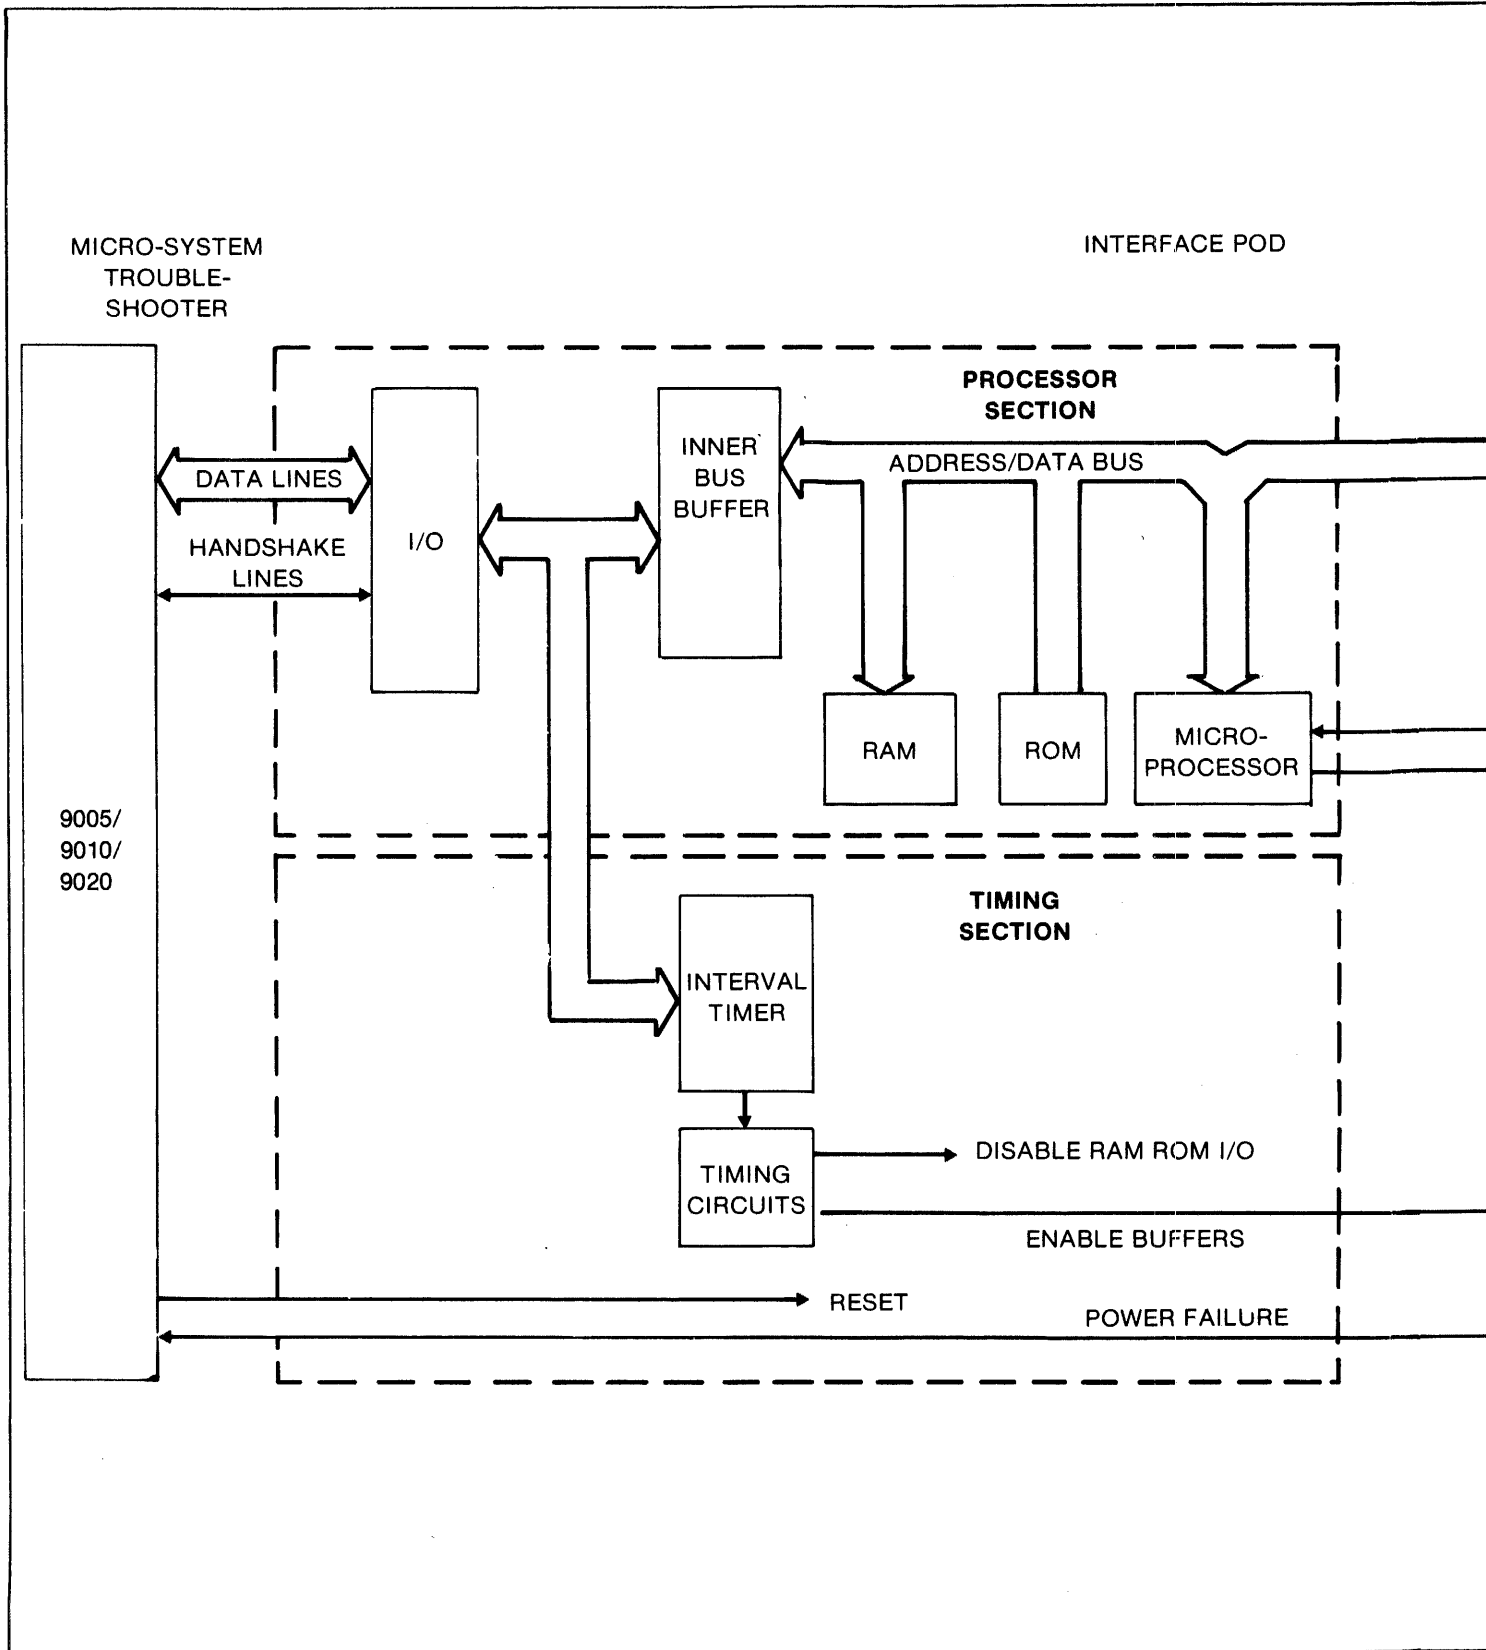 MICRO-SYSTEM
TROUBLE-
SHOOTER
INTERFACE POD
PROCESSOR
SECTION
INNER
BUS
BUFFER
ADDRESS/DATA BUS
DATA LINES
I/O
HANDSHAKE
LINES
RAM
ROM
MICRO-
PROCESSOR
9005/
9010/
9020
TIMING
SECTION
INTERVAL
TIMER
TIMING
CIRCUITS
DISABLE RAM ROM I/O
ENABLE BUFFERS
RESET
POWER FAILURE